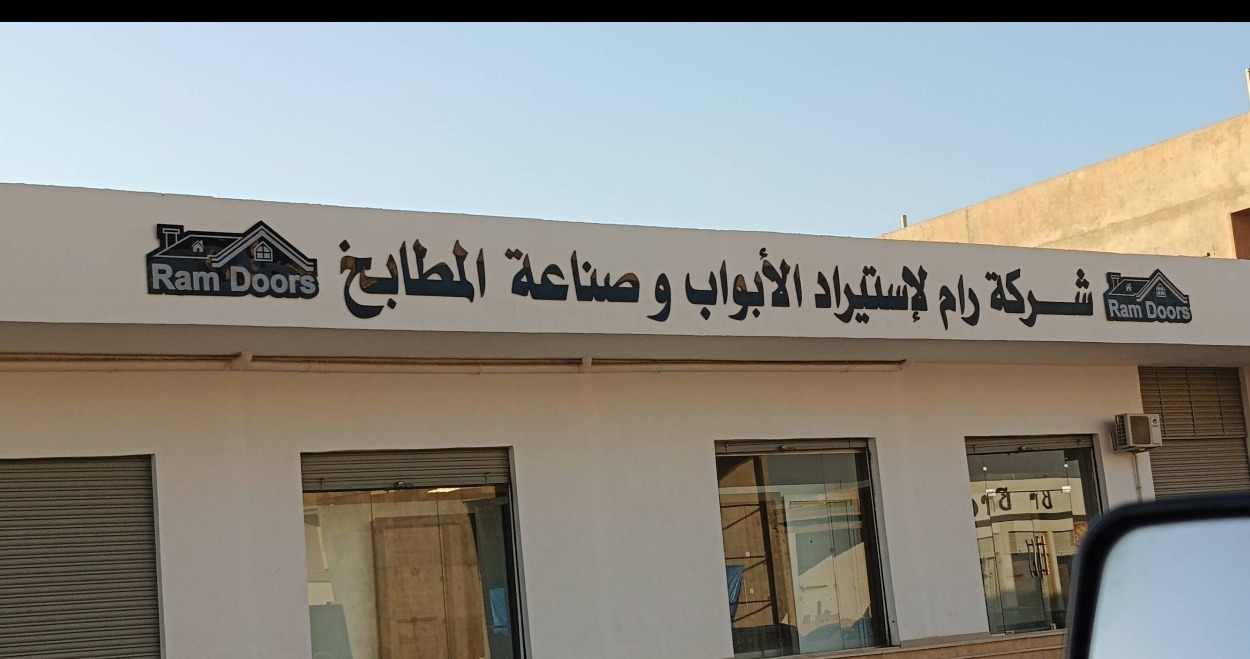 Ram Doors
شركة رام لإستيراد الأبواب و صناعة المطابخ
Ram Doors